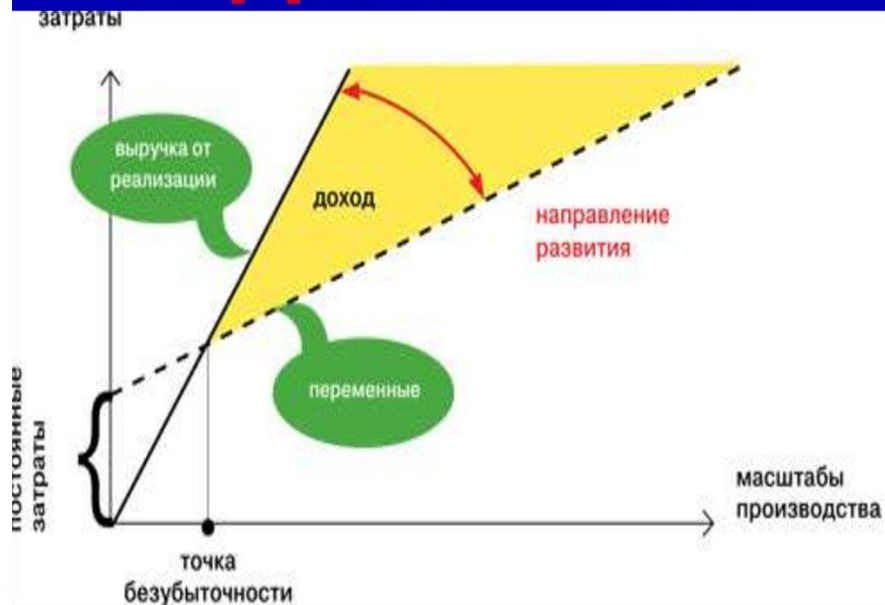 затраты
выручка от
реализации
доход
направление
развития
переменные
постоянные
затраты
масштабы
производства
точка
безубыточности